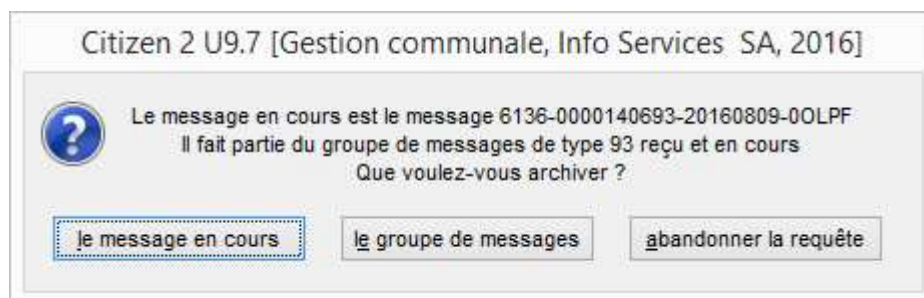 Citizen 2 U9.7 [Gestion communale, Info Services SA, 2016]
Le message en cours est le message 6136-0000140693-20160809-0OLPF
Il fait partie du groupe de messages de type 93 reçu et en cours
Que voulez-vous archiver ?
le message en cours
le groupe de messages
abandonner la requête